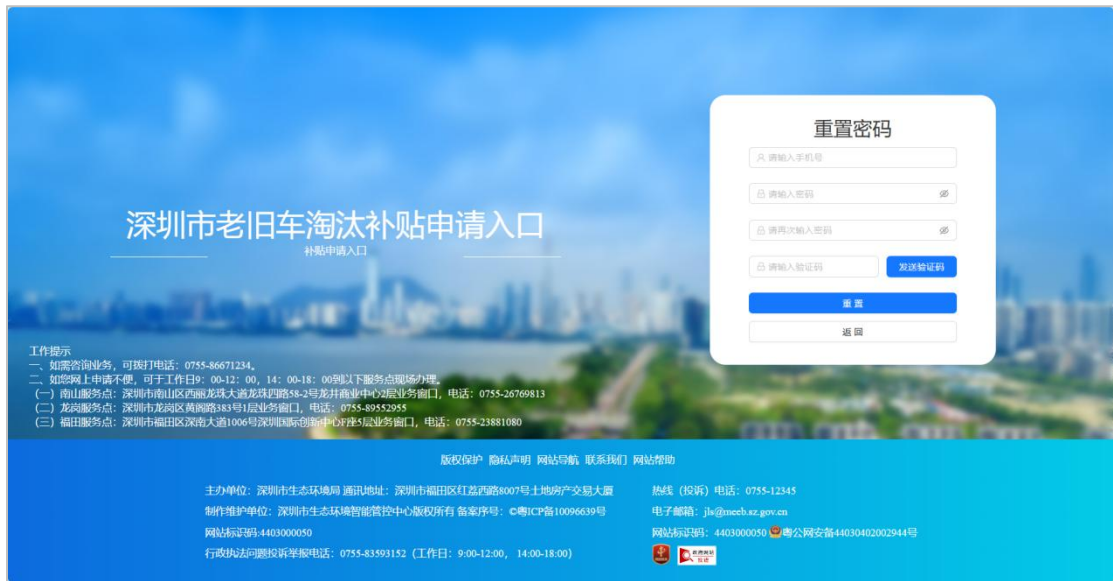 重置密码
请输入手机号
请输入密码
请再次输入密码
请输入验证码
发送验证码
重 置
返 回
深圳市老旧车淘汰补贴申请入口
补贴申请入口
工作提示
一、如需咨询业务，可拨打电话：0755-86671234。
二、如您网上申请不便，可于工作日9：00-12：00，14：00-18：00到以下服务点现场办理。
（一）南山服务点：深圳市南山区西丽龙珠大道龙珠四路58-2号龙井商业中心2层业务窗口，电话：0755-26769813
（二）龙岗服务点：深圳市龙岗区黄阁路383号1层业务窗口，电话：0755-89552955
（三）福田服务点：深圳市福田区深南大道1006号深圳国际创新中心F座5层业务窗口，电话：0755-23881080
版权保护 隐私声明 网站导航 联系我们 网站帮助
主办单位：深圳市生态环境局 通讯地址：深圳市福田区红荔西路8007号土地房产交易大厦
制作维护单位：深圳市生态环境智能管控中心版权所有 备案序号：©粤ICP备10096639号
网站标识码:4403000050
行政执法问题投诉举报电话：0755-83593152（工作日：9:00-12:00， 14:00-18:00）
热线（投诉）电话：0755-12345
电子邮箱：jls@meeb.sz.gov.cn
网站标识码：4403000050 粤公网安备44030402002944号